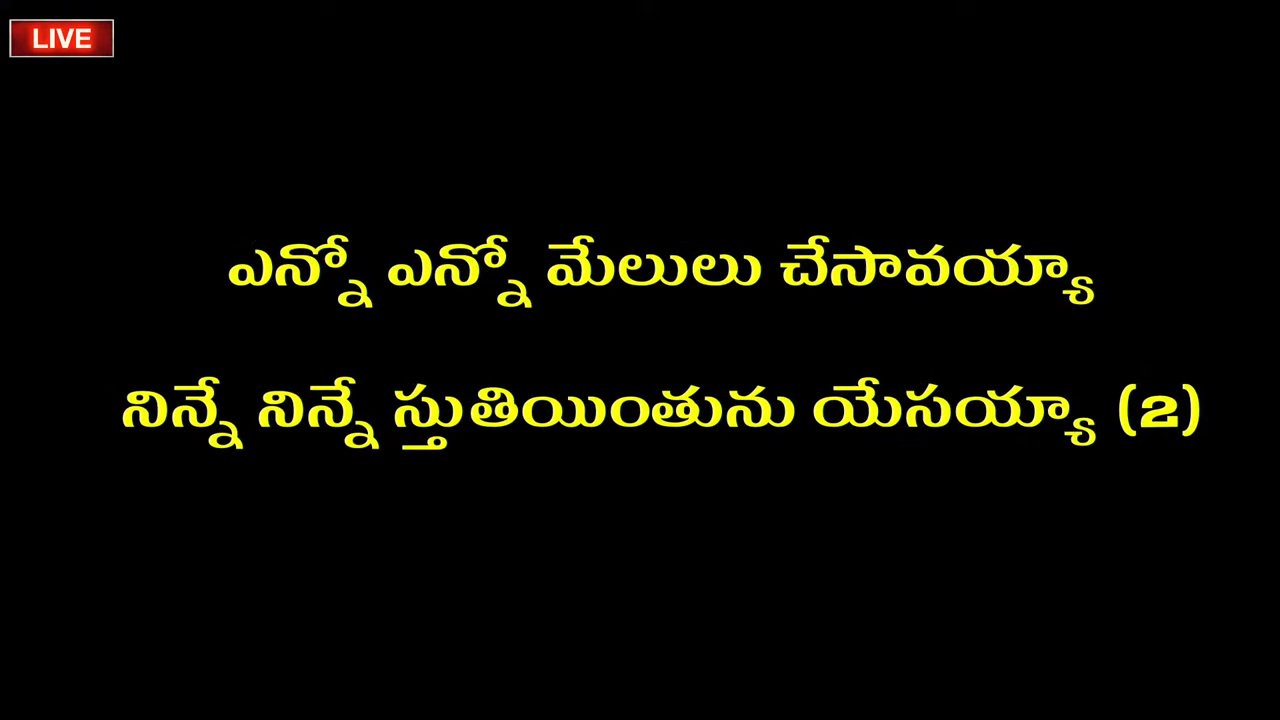 LIVE
ఎన్నో ఎన్నో మేలులు చేసావయ్యా
నిన్నే నిన్నే స్తుతియింతును యేసయ్యా (2)